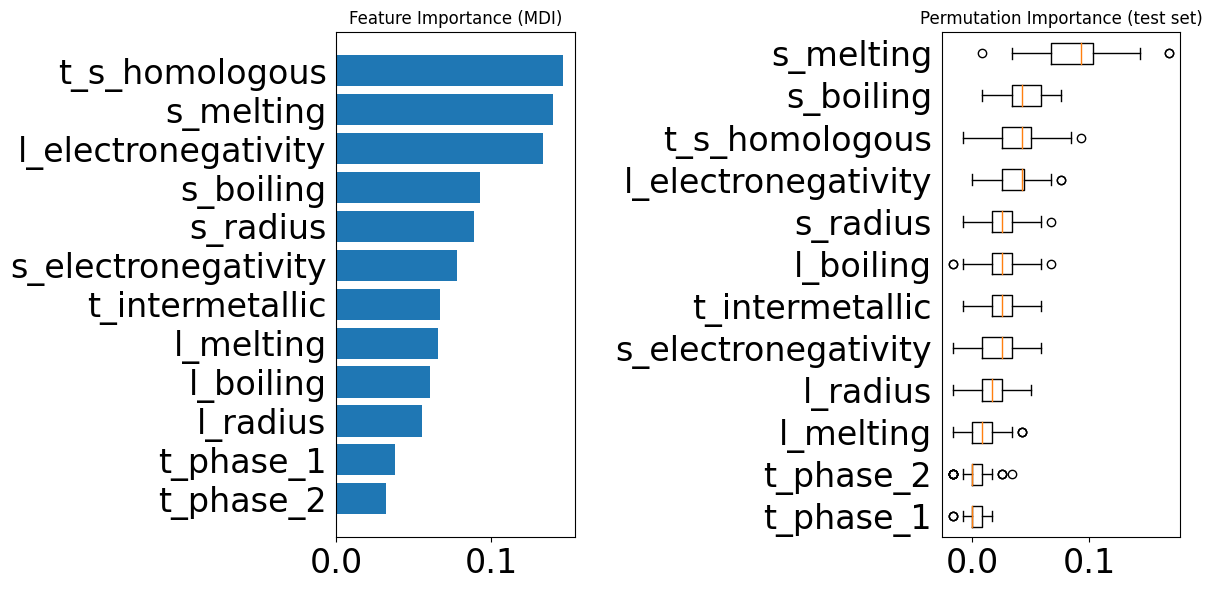 Feature Importance (MDI)
t_s_homologous
s_melting
l_electronegativity
s_boiling
s_radius
s_electronegativity
t_intermetallic
l_melting
l_boiling
l_radius
t_phase_1
t_phase_2
0.0 0.1
Permutation Importance (test set)
s_melting
s_boiling
t_s_homologous
l_electronegativity
s_radius
l_boiling
t_intermetallic
s_electronegativity
l_radius
l_melting
t_phase_2
t_phase_1
0.0 0.1